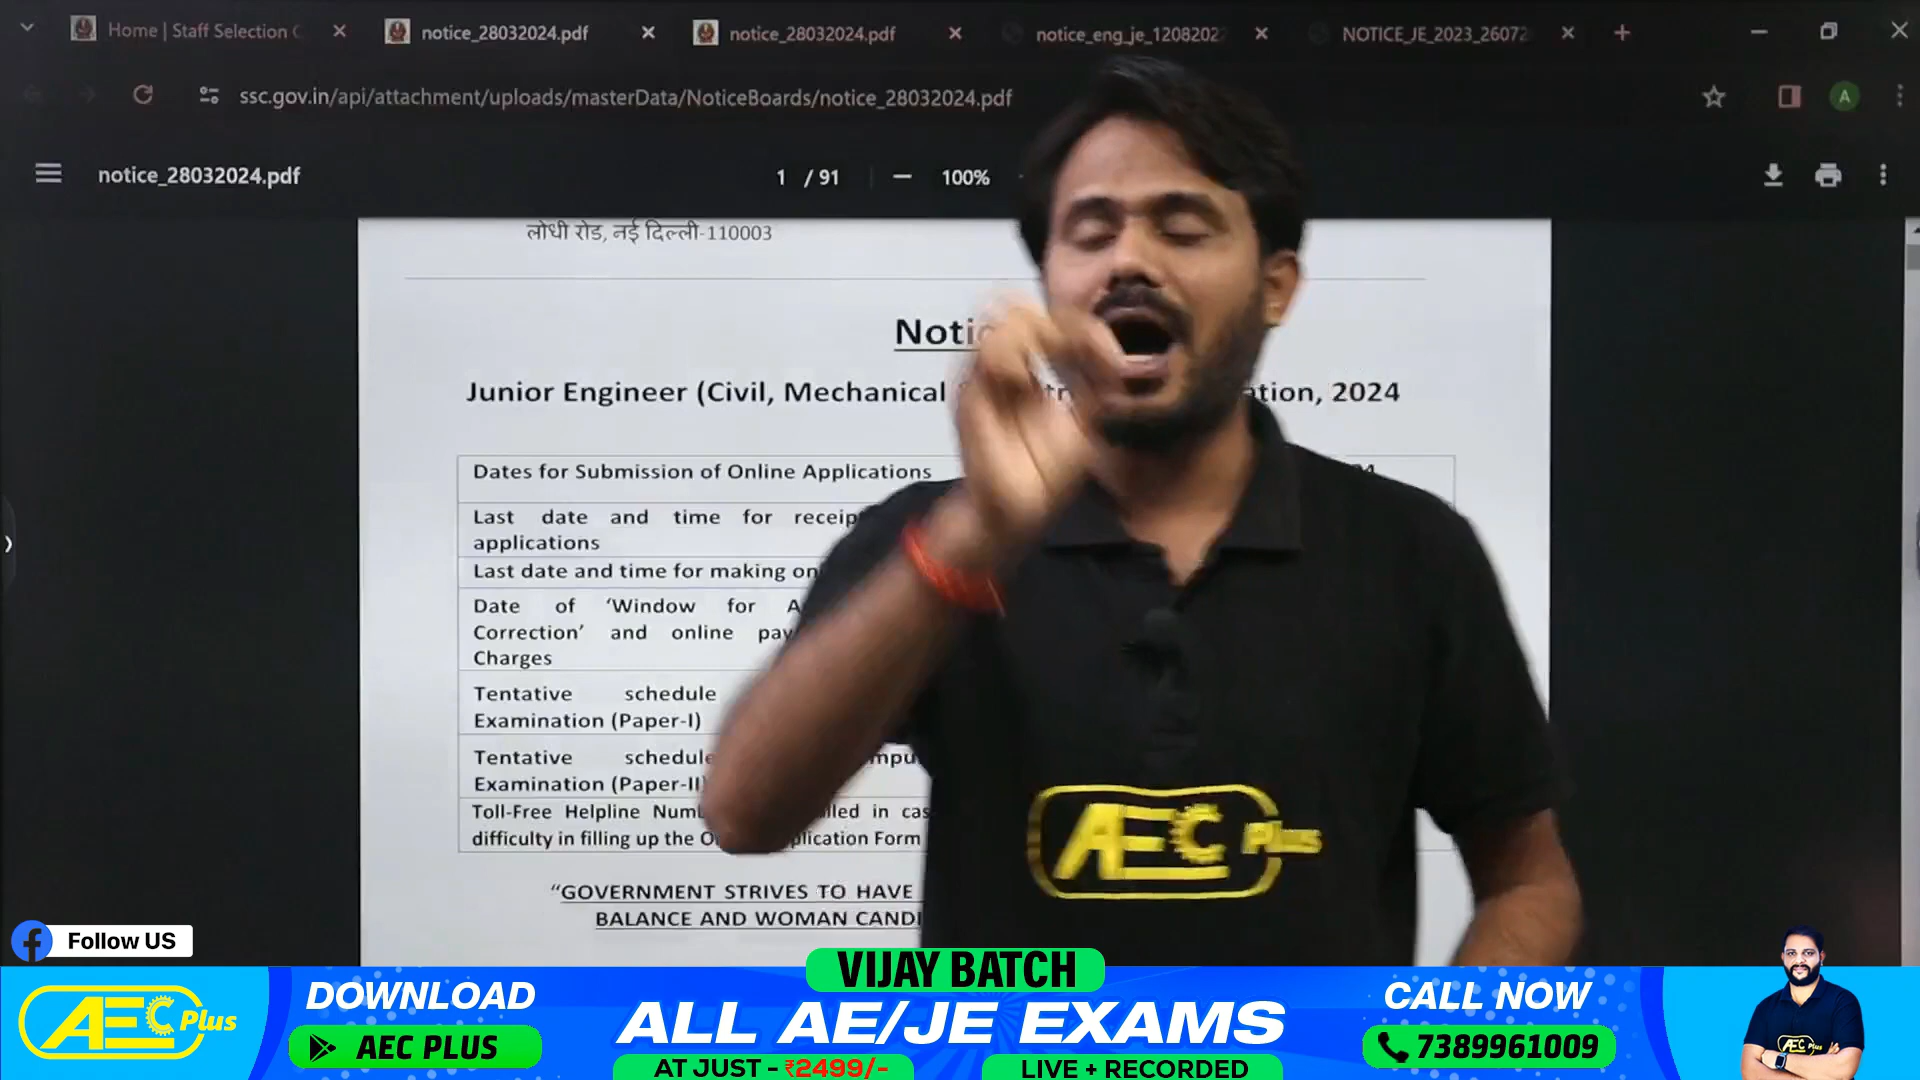 Home | Staff Selection C
notice_28032024.pdf
notice_28032024.pdf
notice_eng_je_1208202
NOTICE_JE_2023_26072
ssc.gov.in/api/attachment/uploads/masterData/NoticeBoards/notice_28032024.pdf
A
notice_28032024.pdf
1 / 91
100%
लोधी रोड, नई दिल्ली-110003
Noti
Junior Engineer (Civil, Mechanical ation, 2024
Dates for Submission of Online Applications
Last date and time for receip
applications
Last date and time for making on
Date of ‘Window for A
Correction’ and online pay
Charges
Tentative schedule
Examination (Paper-I)
Tentative schedule mpu
Examination (Paper-II)
Toll-Free Helpline Num lled in cas
difficulty in filling up the O plication Form
“GOVERNMENT STRIVES TO HAVE
BALANCE AND WOMAN CANDI
AEC Plus
Follow US
AEC Plus
DOWNLOAD
AEC PLUS
VIJAY BATCH
ALL AE/JE EXAMS
AT JUST - ₹2499/-
LIVE + RECORDED
CALL NOW
7389961009
AEC Plus